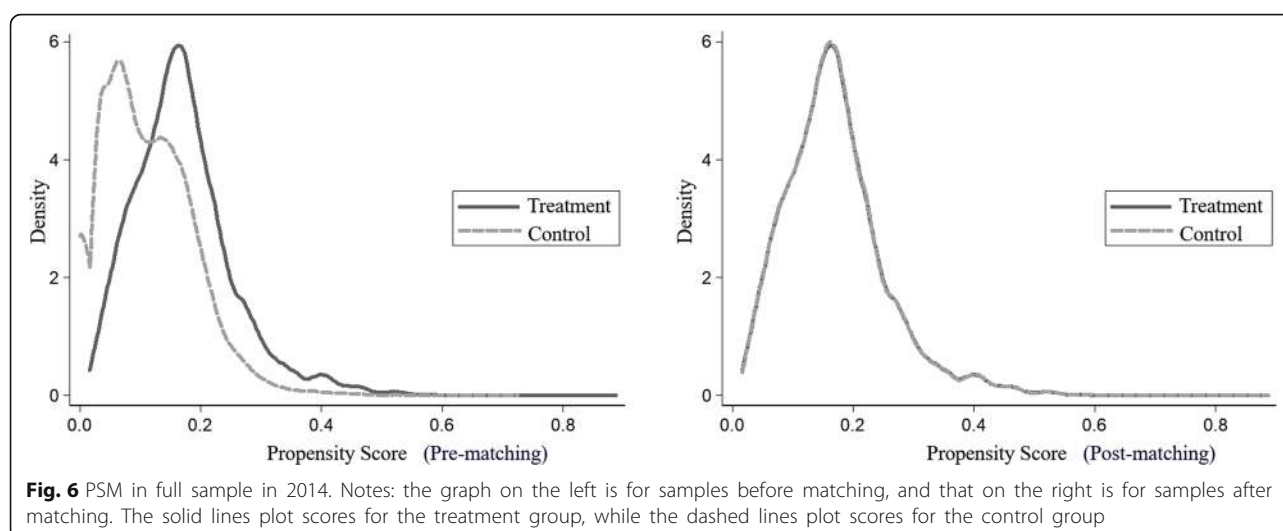 6
4
2
0
Density
Treatment
Control
0.0 0.2 0.4 0.6 0.8
Propensity Score (Pre-matching)
6
4
2
0
Density
Treatment
Control
0.0 0.2 0.4 0.6 0.8
Propensity Score (Post-matching)
Fig. 6 PSM in full sample in 2014. Notes: the graph on the left is for samples before matching, and that on the right is for samples after
matching. The solid lines plot scores for the treatment group, while the dashed lines plot scores for the control group